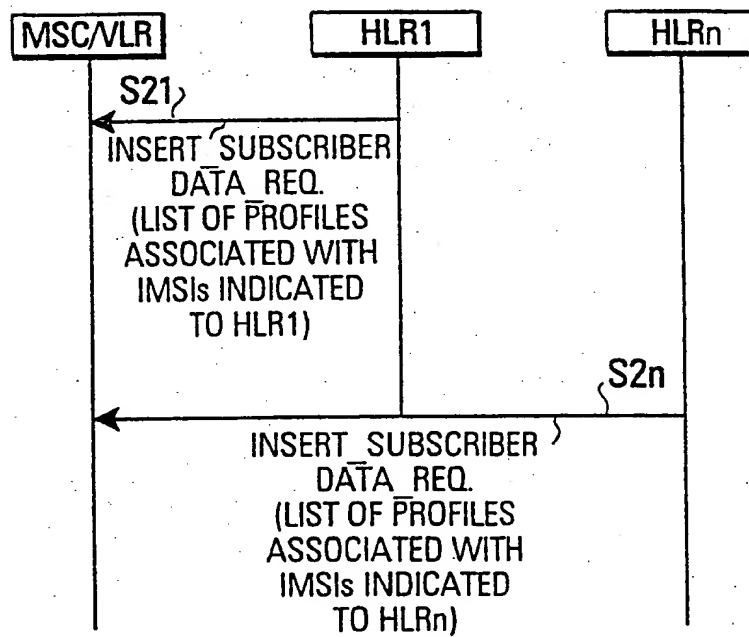 MSC/VLR
HLR1
HLRn
S21
INSERT_SUBSCRIBER
DATA_REQ.
(LIST OF PROFILES
ASSOCIATED WITH
IMSIs INDICATED
TO HLR1)
S2n
INSERT_SUBSCRIBER
DATA_REQ.
(LIST OF PROFILES
ASSOCIATED WITH
IMSIs INDICATED
TO HLRn)